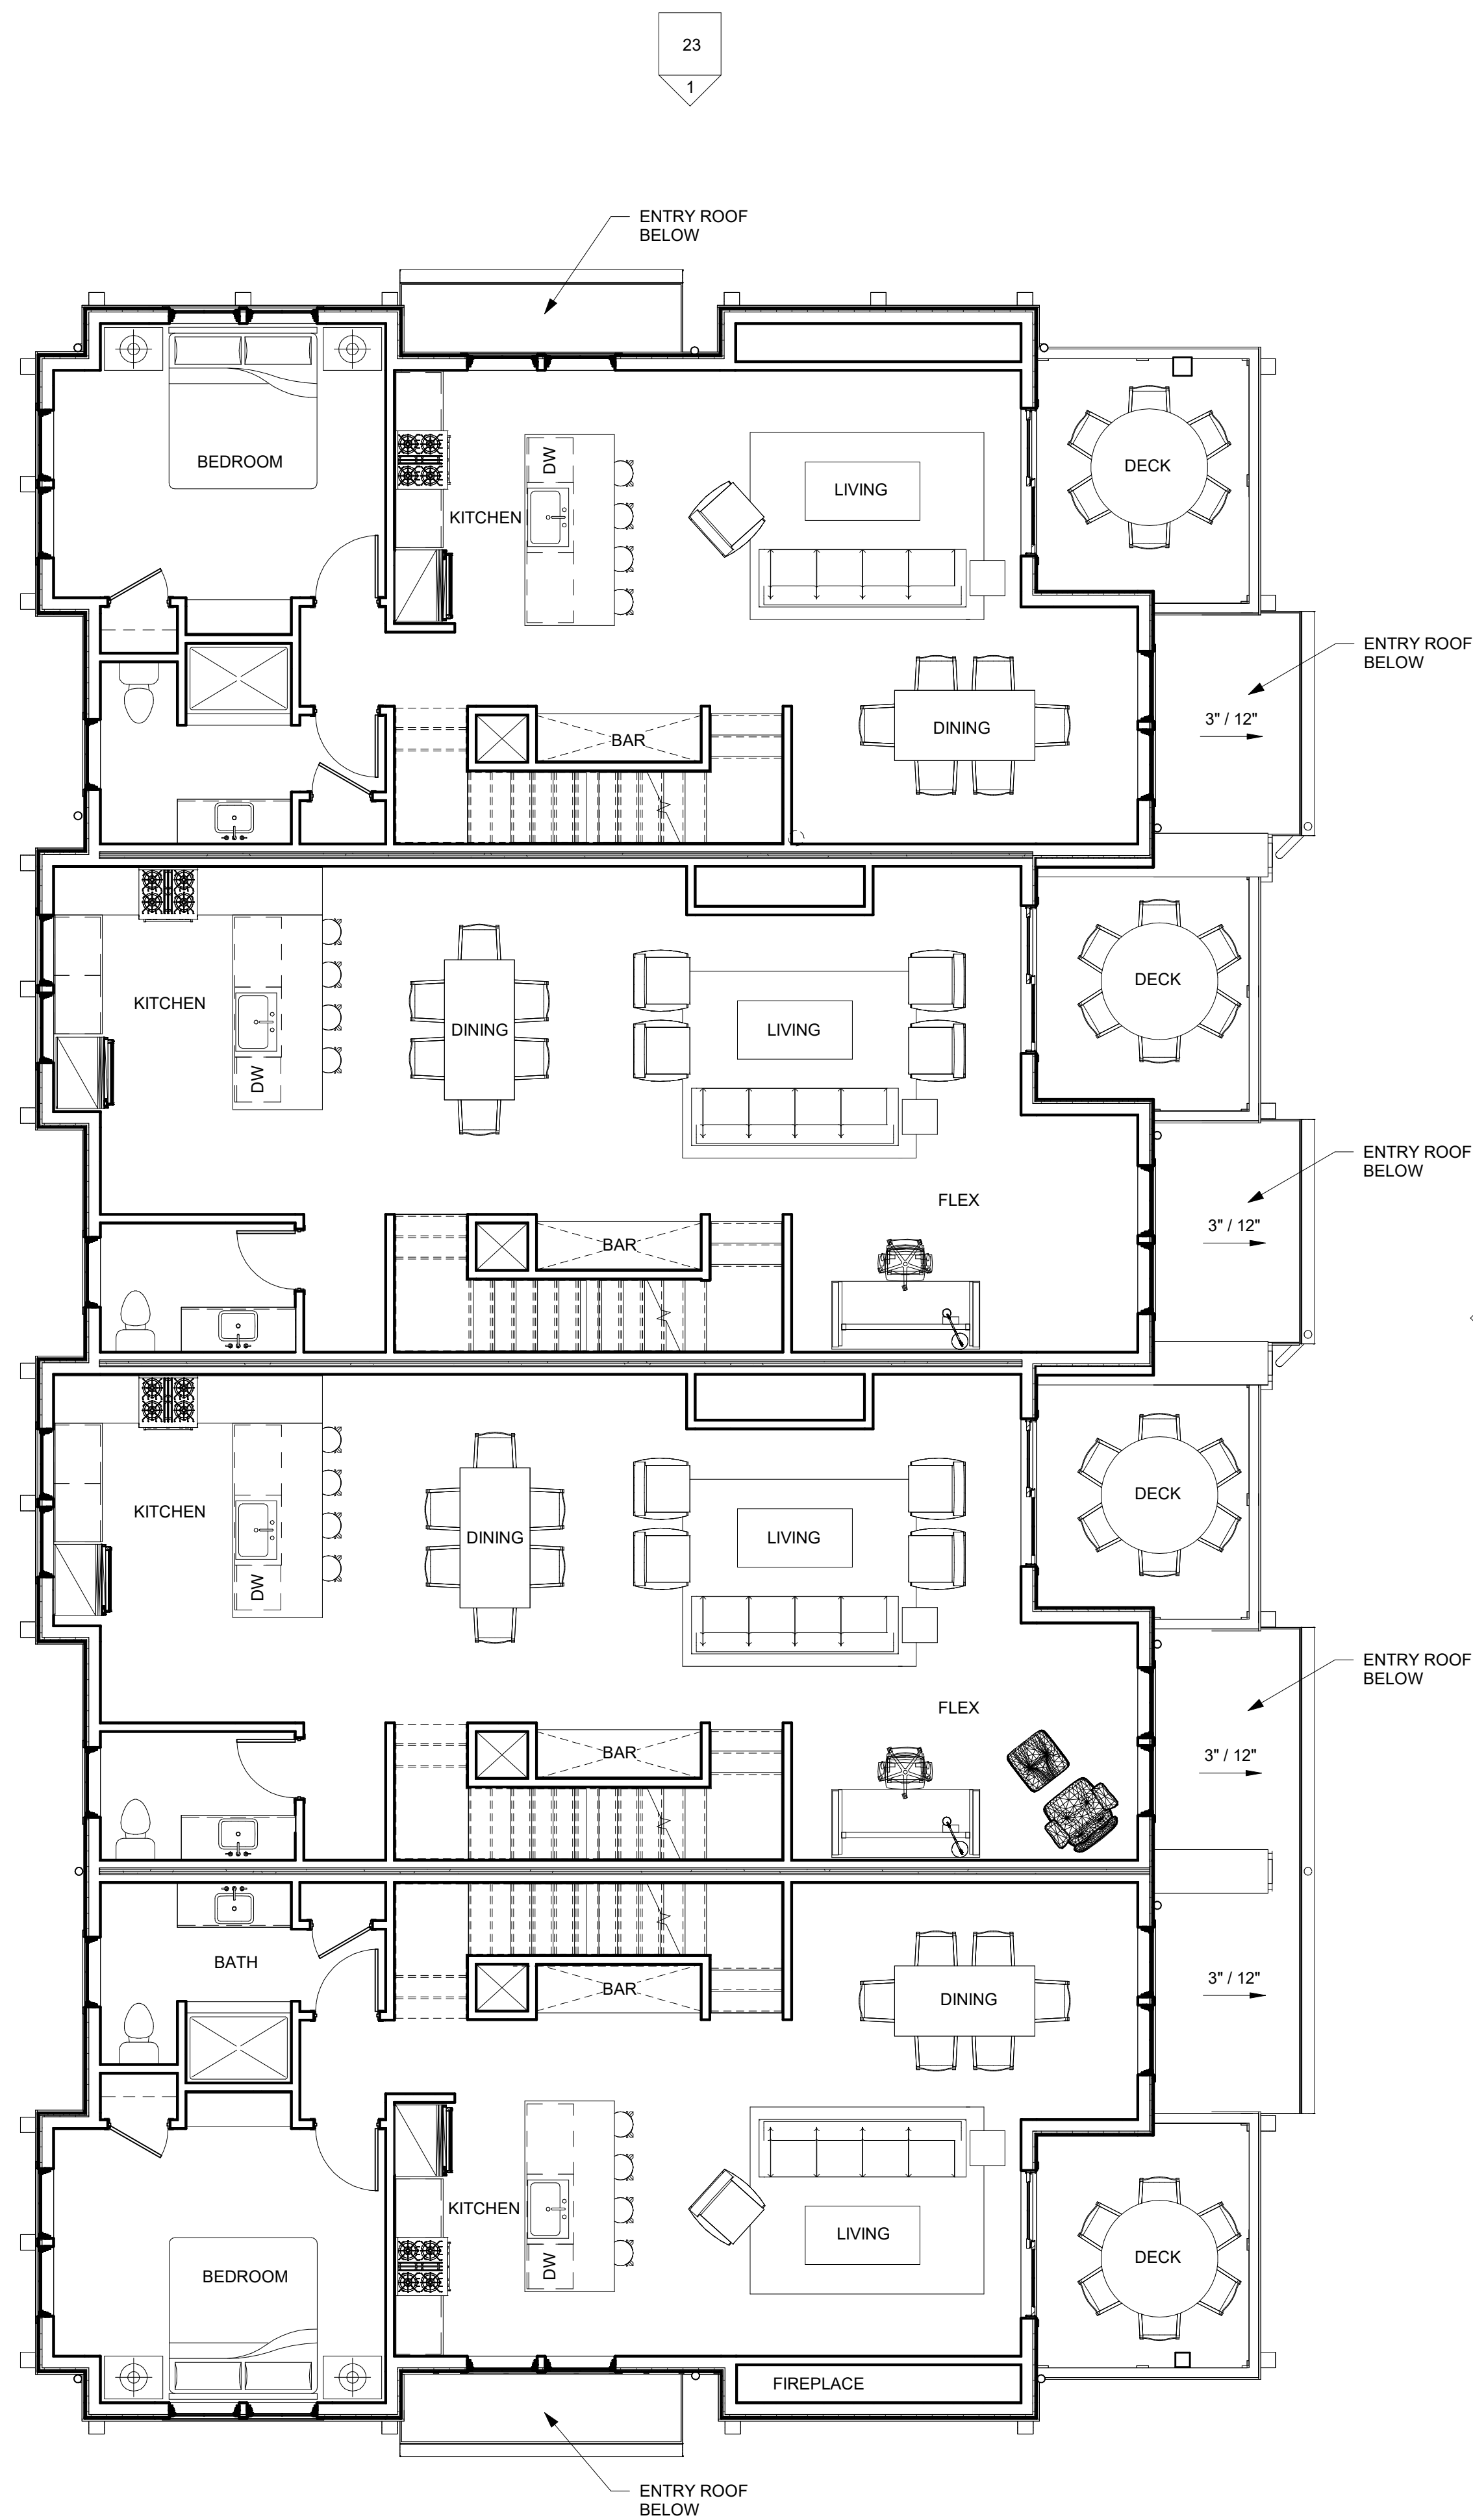 23
1
ENTRY ROOF
BELOW
BEDROOM
DW
KITCHEN
LIVING
DECK
ENTRY ROOF
BELOW
3" / 12"
DINING
BAR
KITCHEN
DW
DINING
LIVING
DECK
ENTRY ROOF
BELOW
FLEX
3" / 12"
BAR
KITCHEN
DW
DINING
LIVING
DECK
ENTRY ROOF
BELOW
FLEX
3" / 12"
BAR
BATH
BAR
DINING
3" / 12"
KITCHEN
DW
LIVING
DECK
BEDROOM
FIREPLACE
ENTRY ROOF
BELOW